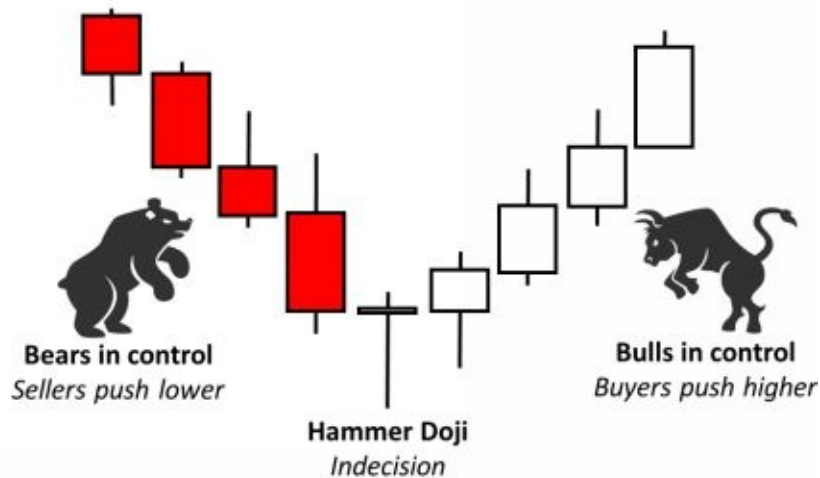 Bears in control
Sellers push lower
Hammer Doji
Indecision
Bulls in control
Buyers push higher